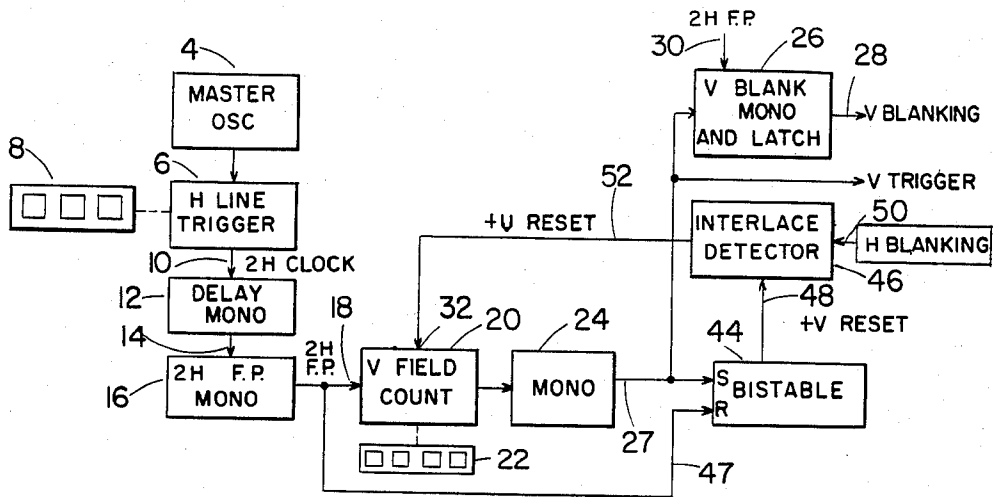 2H F.P.
30
26
28
4
MASTER
OSC
V BLANK
MONO
AND LATCH
V BLANKING
8
6
H LINE
TRIGGER
52
V TRIGGER
+V RESET
INTERLACE
DETECTOR
50
H BLANKING
10
2H CLOCK
46
12
DELAY
MONO
18
32
20
24
44
48
+V RESET
14
16
2H F.P.
MONO
2H
F.P.
V FIELD
COUNT
MONO
S
BISTABLE
R
27
22
47